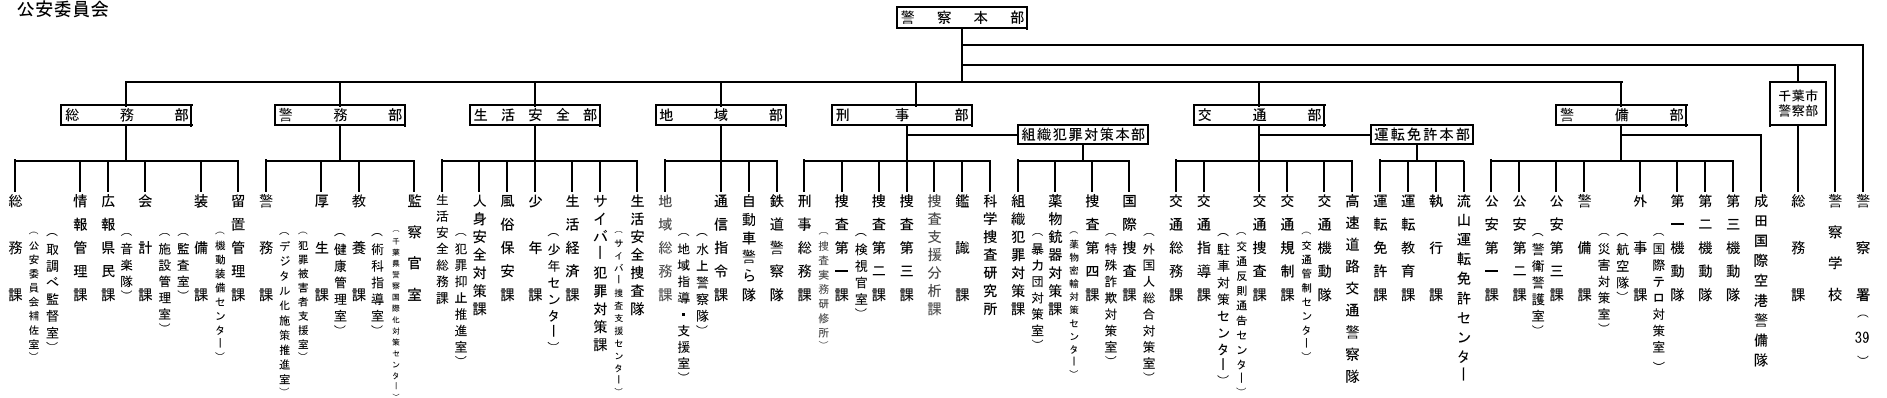 公安委員会
警察本部
総務部
警務部
生活安全部
地域部
刑事部
交通部
警備部
千葉市
警察部
組織犯罪対策本部
運転免許本部
総務課
（公安委員会補佐室）
（取調べ監督室）
情報管理課
広報県民課
（音楽隊）
会計課
（施設管理室）
（監査室）
装備課
（機動装備センター）
留置管理課
警務課
（デジタル化施策推進室）
（犯罪被害者支援室）
厚生課
（健康管理室）
教養課
（術科指導室）
（千葉県警察国際化対策センター）
監察官室
生活安全総務課
（犯罪抑止推進室）
人身安全対策課
風俗保安課
少年課
（少年センター）
生活経済課
サイバー犯罪対策課
（サイバー捜査支援センター）
生活安全捜査隊
地域総務課
（地域指導・支援室）
（水上警察隊）
通信指令課
自動車警ら隊
鉄道警察隊
刑事総務課
（捜査実務研修所）
捜査第一課
（検視官室）
捜査第二課
捜査第三課
捜査支援分析課
鑑識課
科学捜査研究所
組織犯罪対策課
（暴力団対策室）
薬物銃器対策課
（薬物密輸対策センター）
捜査第四課
（特殊詐欺対策室）
国際捜査課
（外国人総合対策室）
交通総務課
交通指導課
（駐車対策センター）
（交通反則通告センター）
交通捜査課
交通規制課
（交通管制センター）
交通機動隊
高速道路交通警察隊
運転免許課
運転教育課
執行課
流山運転免許センター
公安第一課
公安第二課
（警衛警護室）
公安第三課
警備課
（災害対策室）
（航空隊）
外事課
（国際テロ対策室）
第一機動隊
第二機動隊
第三機動隊
成田国際空港警備隊
総務課
警察学校
警察署（39）